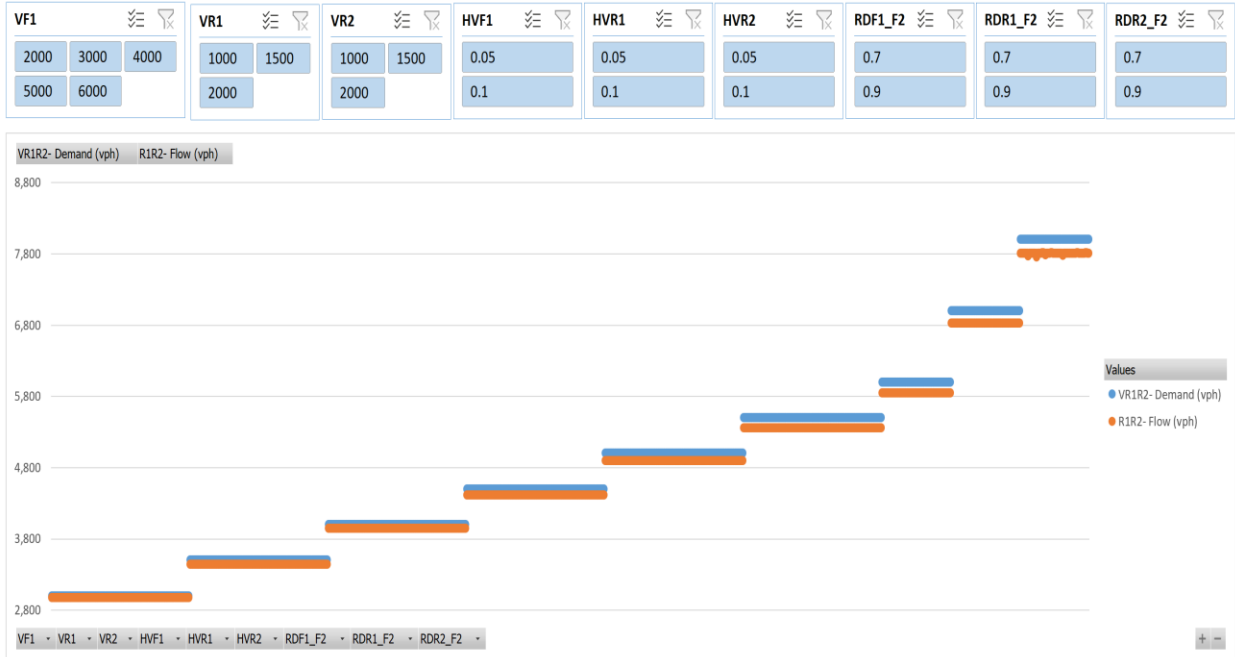 VF1 VR1 VR2 HVF1 HVR1 HVR2 RDF1_F2 RDR1_F2 RDR2_F2
2000 3000 4000 1000 1500 1000 1500 0.05 0.05 0.05 0.7 0.7 0.7
5000 6000 2000 2000 0.1 0.1 0.1 0.9 0.9 0.9
VR1R2- Demand (vph) R1R2- Flow (vph)
8,800
7,800
6,800
5,800
4,800
3,800
2,800
Values
VR1R2- Demand (vph)
R1R2- Flow (vph)
VF1 VR1 VR2 HVF1 HVR1 HVR2 RDF1_F2 RDR1_F2 RDR2_F2
+ −